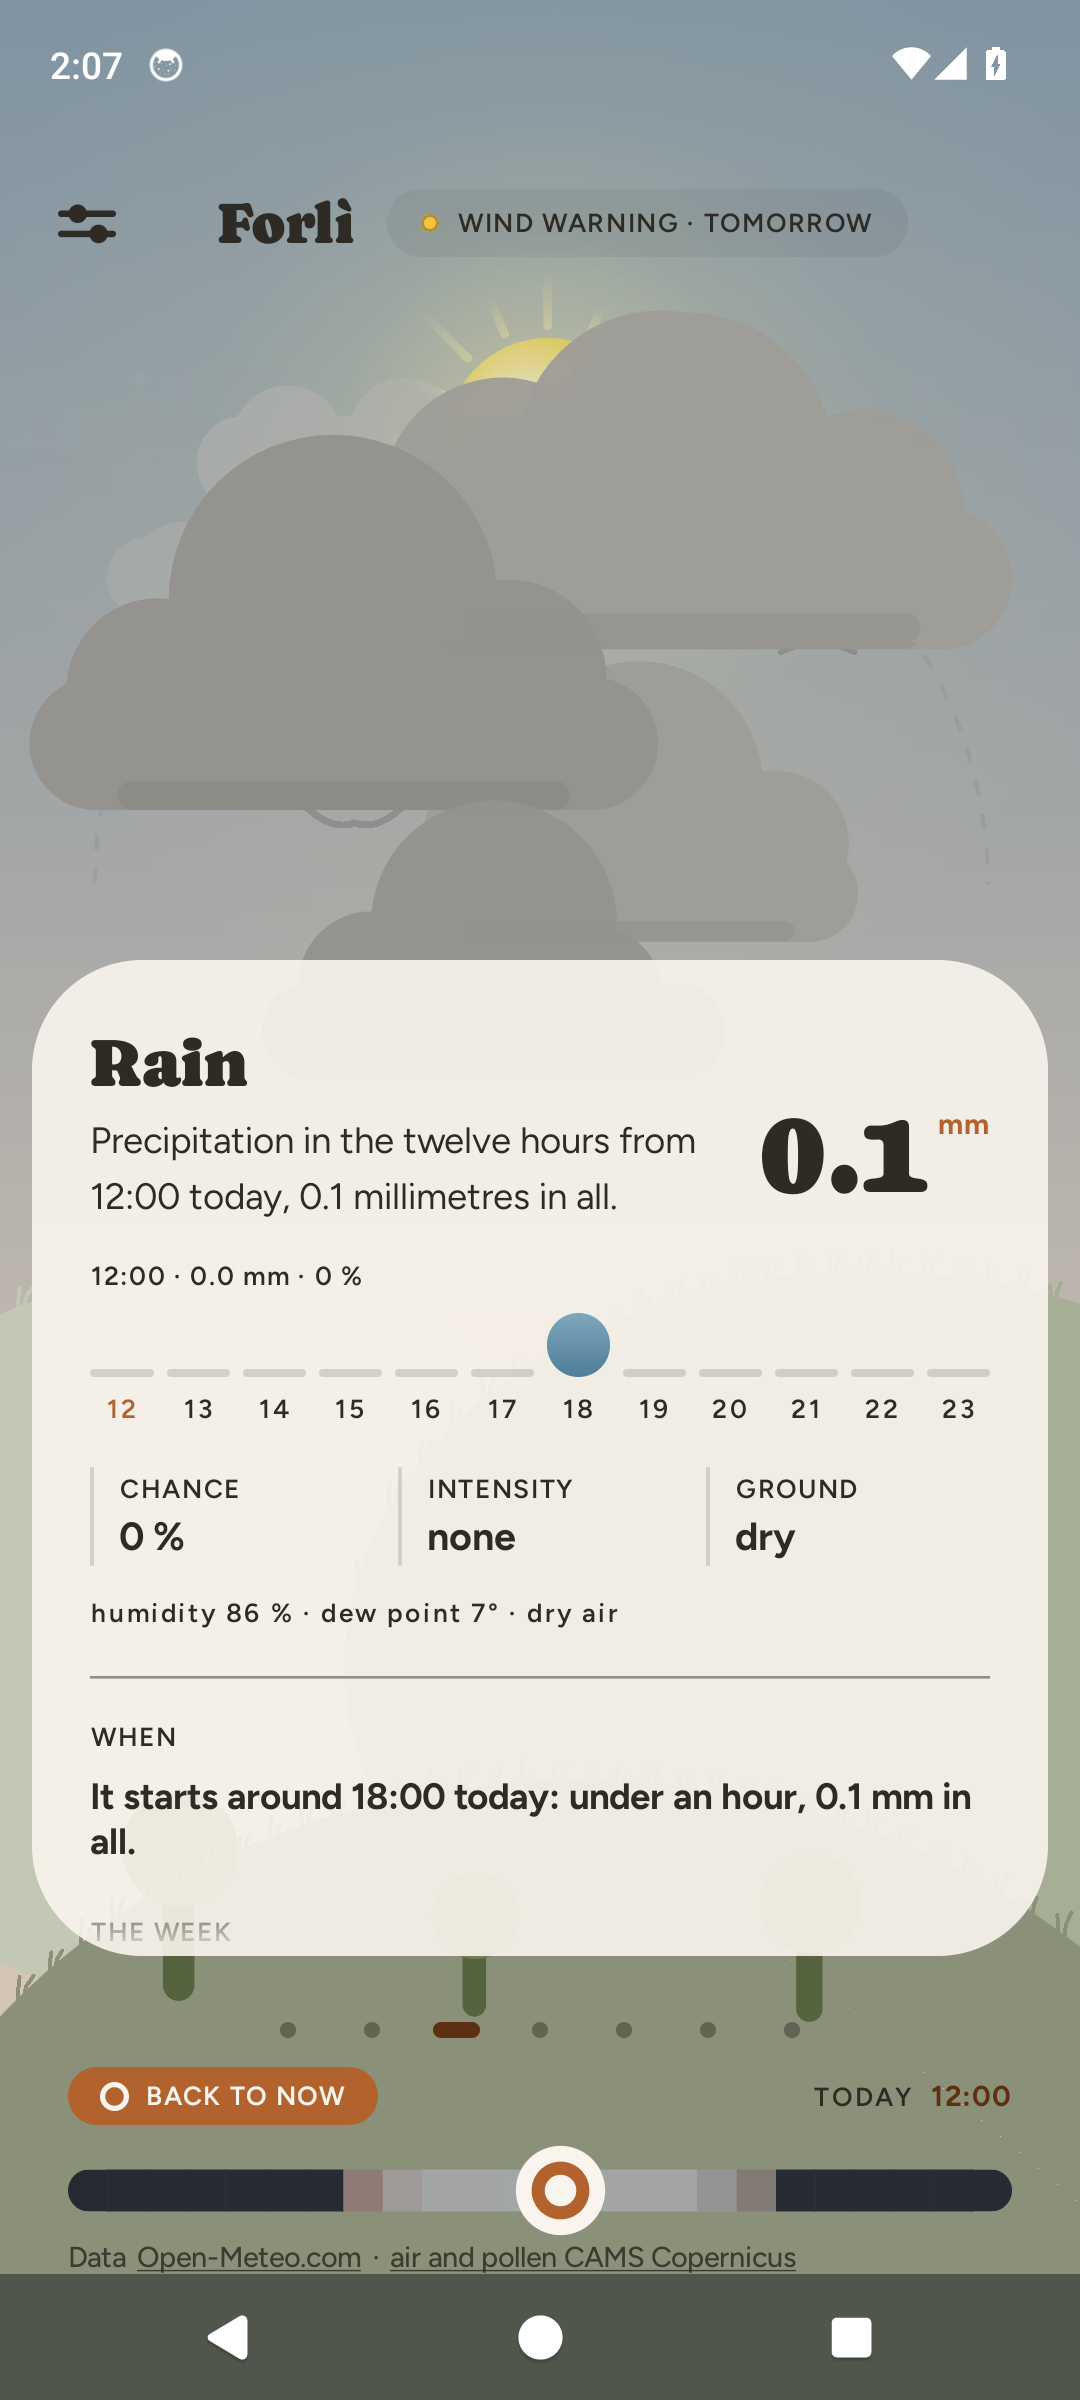 2:07
Forlì
WIND WARNING · TOMORROW
Rain
Precipitation in the twelve hours from
12:00 today, 0.1 millimetres in all.
0.1 mm
12:00 · 0.0 mm · 0 %
12 13 14 15 16 17 18 19 20 21 22 23
CHANCE
0 %
INTENSITY
none
GROUND
dry
humidity 86 % · dew point 7° · dry air
WHEN
It starts around 18:00 today: under an hour, 0.1 mm in
all.
THE WEEK
BACK TO NOW
TODAY 12:00
Data Open-Meteo.com · air and pollen CAMS Copernicus